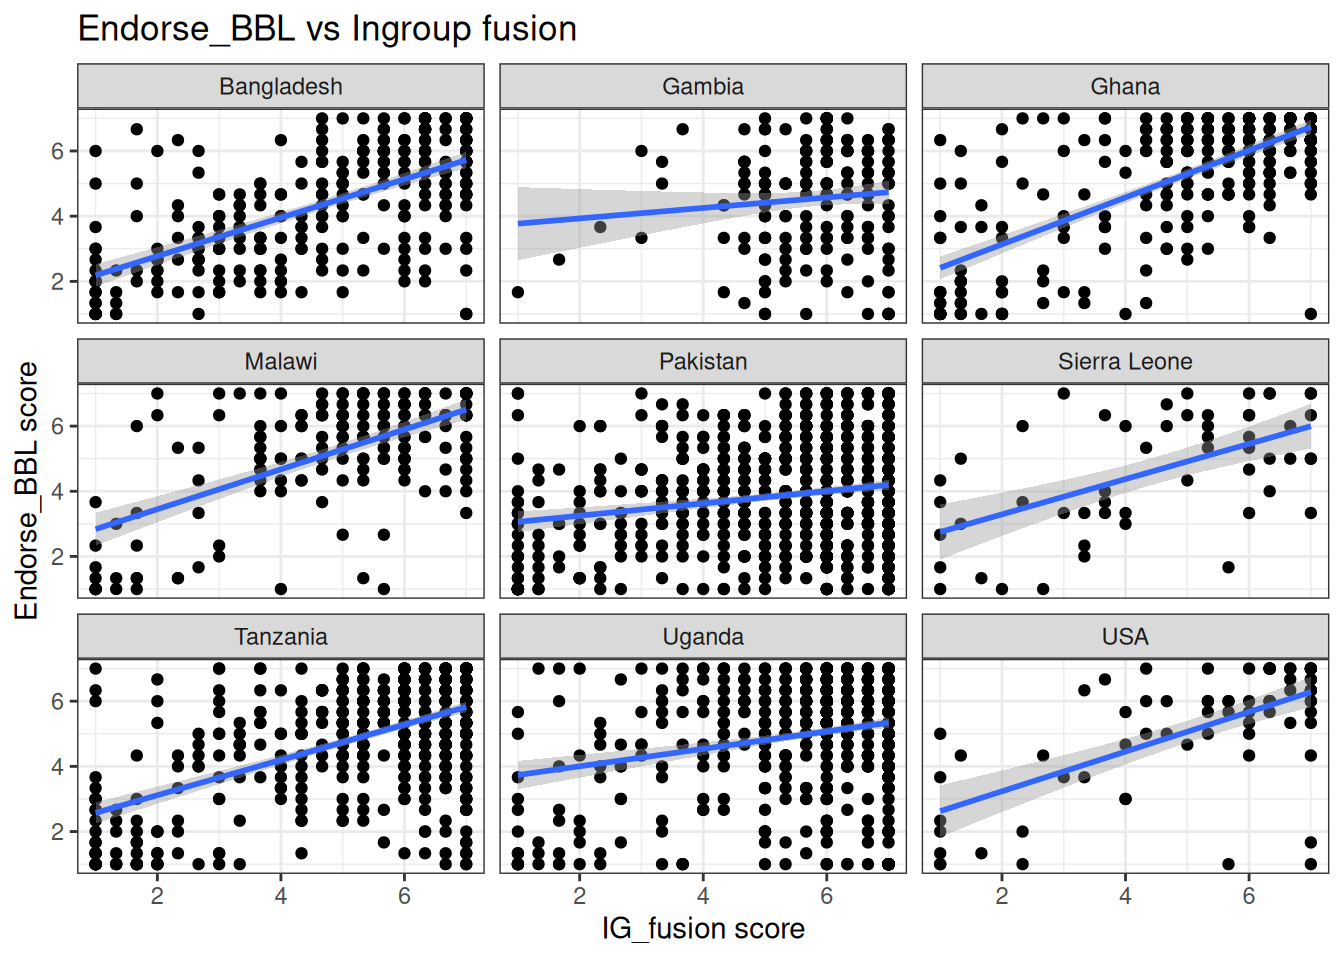 Endorse_BBL vs Ingroup fusion
Bangladesh
Gambia
Ghana
6
4
2
Malawi
Pakistan
Sierra Leone
6
4
2
Endorse_BBL score
Tanzania
Uganda
USA
6
4
2
2 4 6
2 4 6
2 4 6
IG_fusion score